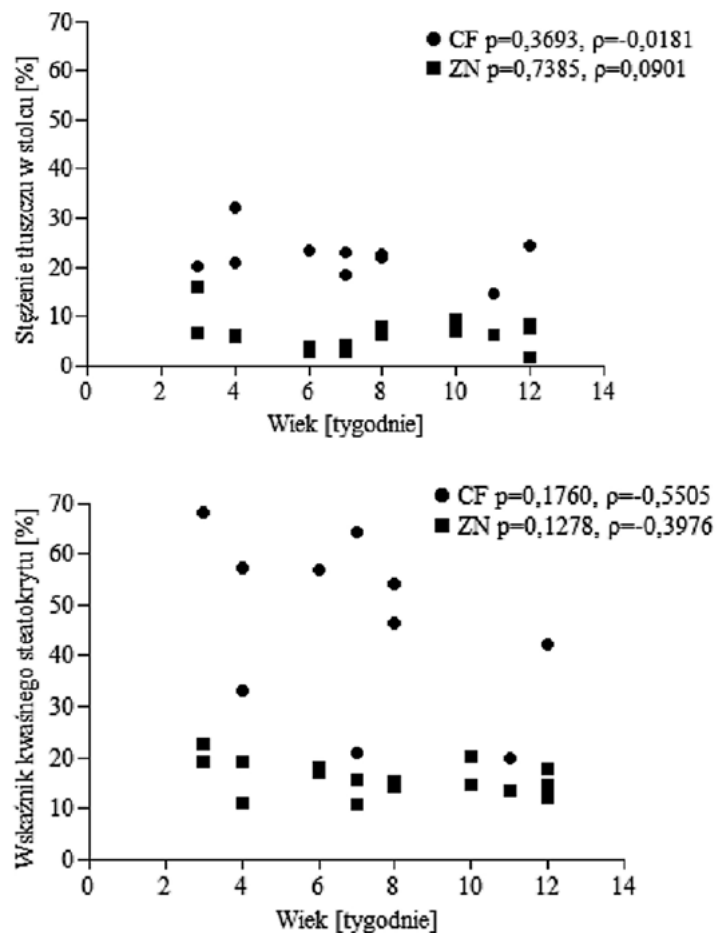 70
60
50
40
30
20
10
0
Stężenie tłuszczu w stolcu [%]
CF p=0,3693, ρ=-0,0181
ZN p=0,7385, ρ=0,0901
0 2 4 6 8 10 12 14
Wiek [tygodnie]
70
60
50
40
30
20
10
0
Wskaźnik kwaśnego steatokrytu [%]
CF p=0,1760, ρ=-0,5505
ZN p=0,1278, ρ=-0,3976
0 2 4 6 8 10 12 14
Wiek [tygodnie]